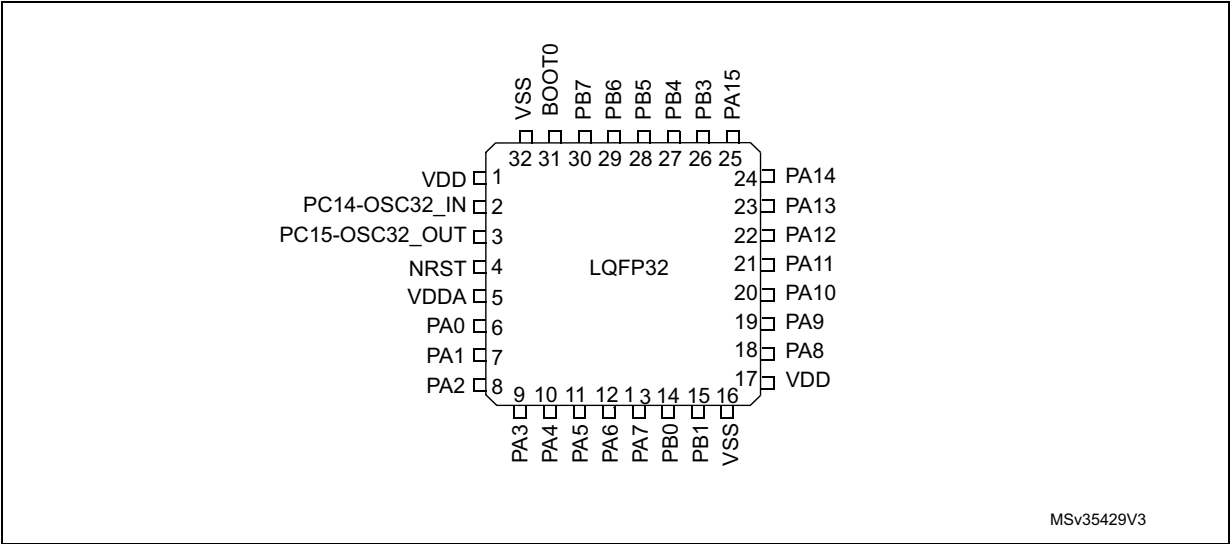 VSS
BOOT0
PB7
PB6
PB5
PB4
PB3
PA15
32 31 30 29 28 27 26 25
VDD 1
PC14-OSC32_IN 2
PC15-OSC32_OUT 3
NRST 4
VDDA 5
PA0 6
PA1 7
PA2 8
LQFP32
24 PA14
23 PA13
22 PA12
21 PA11
20 PA10
19 PA9
18 PA8
17 VDD
9 10 11 12 1 3 14 15 16
PA3
PA4
PA5
PA6
PA7
PB0
PB1
VSS
MSv35429V3